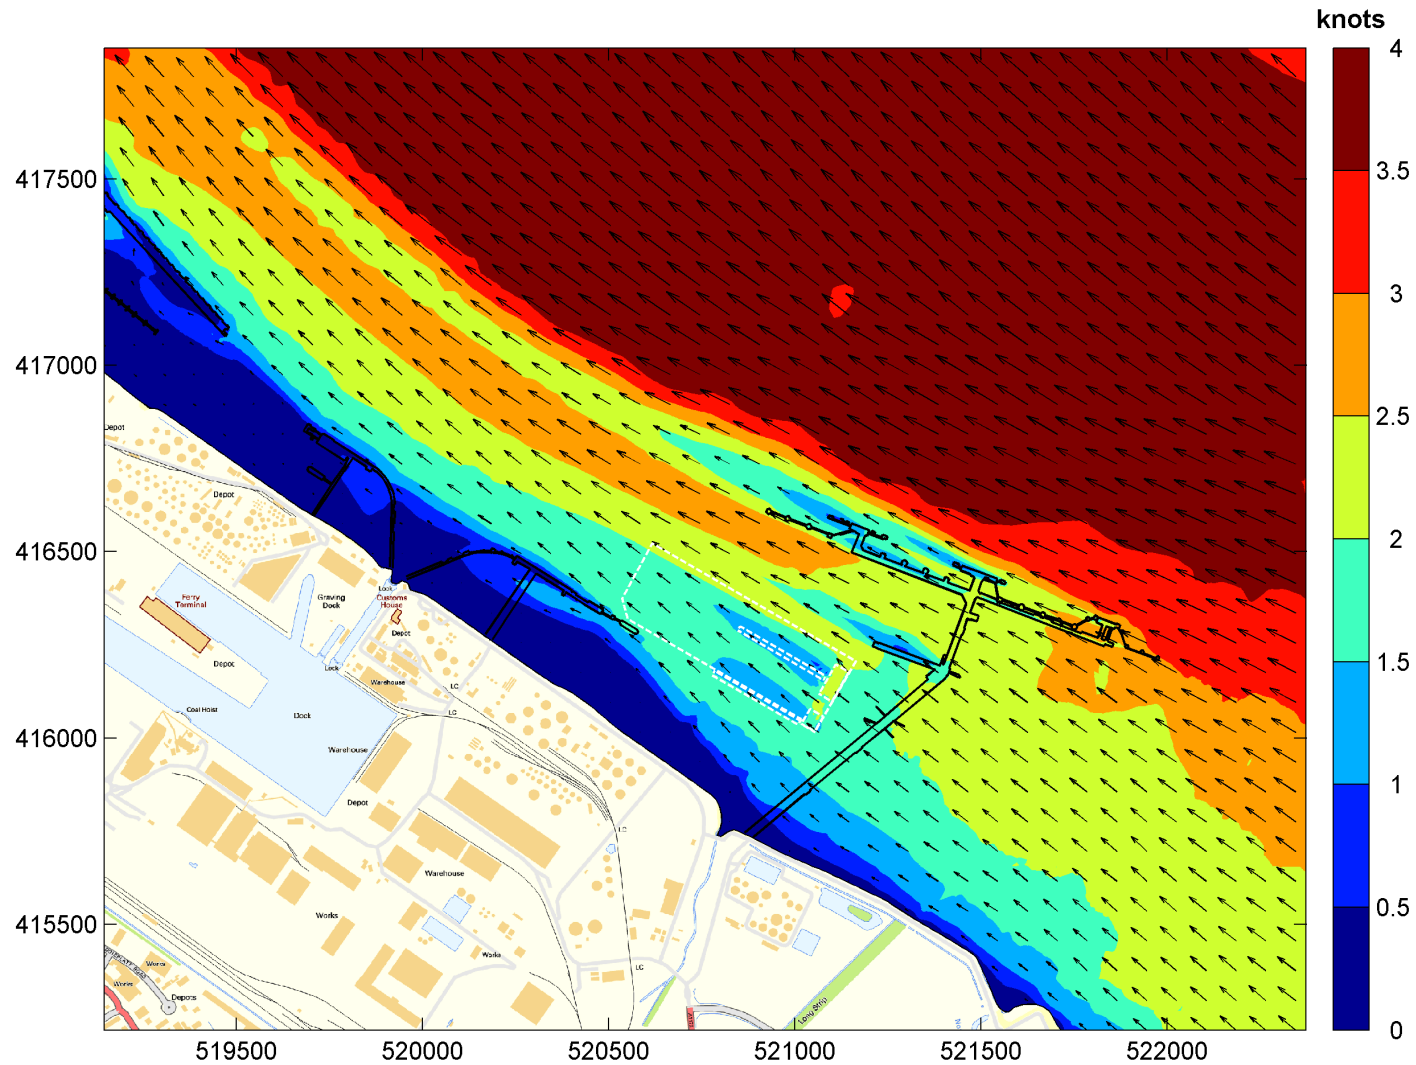 knots
4
3.5
3
2.5
2
1.5
1
0.5
0
417500
417000
416500
416000
415500
519500
520000
520500
521000
521500
522000
Depot
Depot
Ferry
Terminal
Graving
Dock
Lock
Customs
House
Depot
Lock
Depot
Warehouse
LC
LC
Coal Hoist
Dock
Warehouse
Depot
LC
Warehouse
Works
Works
LC
Works
Works
Depots
Long Strip